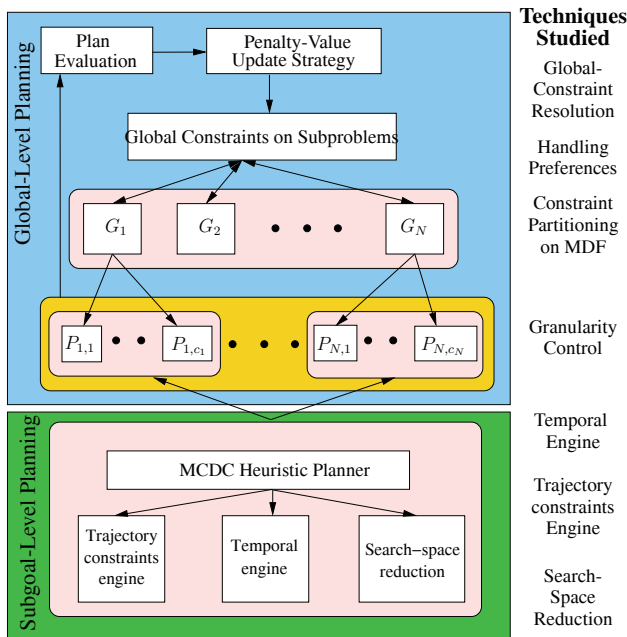 Techniques
Studied
Global-Level Planning
Plan
Evaluation
Penalty-Value
Update Strategy
Global-
Constraint
Resolution
Global Constraints on Subproblems
Handling
Preferences
G1
G2
• • •
GN
Constraint
Partitioning
on MDF
P1,1
• •
P1,c1
• • • •
PN,1
• •
PN,cN
Granularity
Control
Subgoal-Level Planning
MCDC Heuristic Planner
Temporal
Engine
Trajectory
constraints
engine
Temporal
engine
Search−space
reduction
Trajectory
constraints
Engine
Search-
Space
Reduction